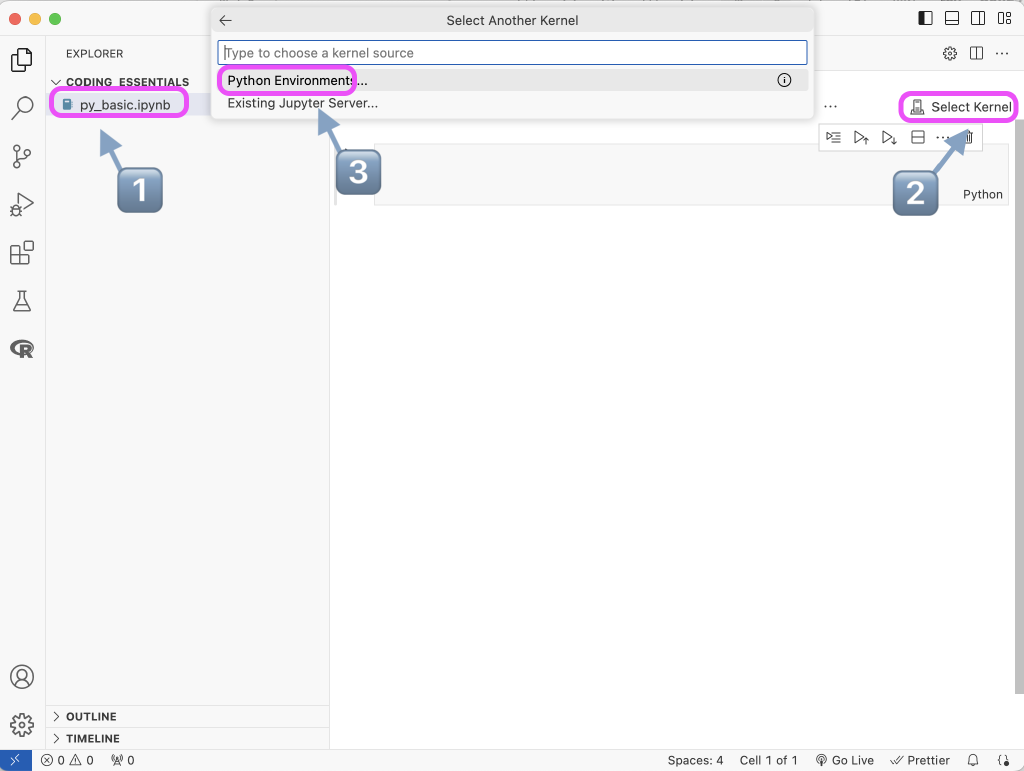 Select Another Kernel
Type to choose a kernel source
Python Environments...
Existing Jupyter Server...
EXPLORER
CODING_ESSENTIALS
py_basic.ipynb
Select Kernel
1
2
3
Python
OUTLINE
TIMELINE
0 0 0
Spaces: 4 Cell 1 of 1 Go Live Prettier